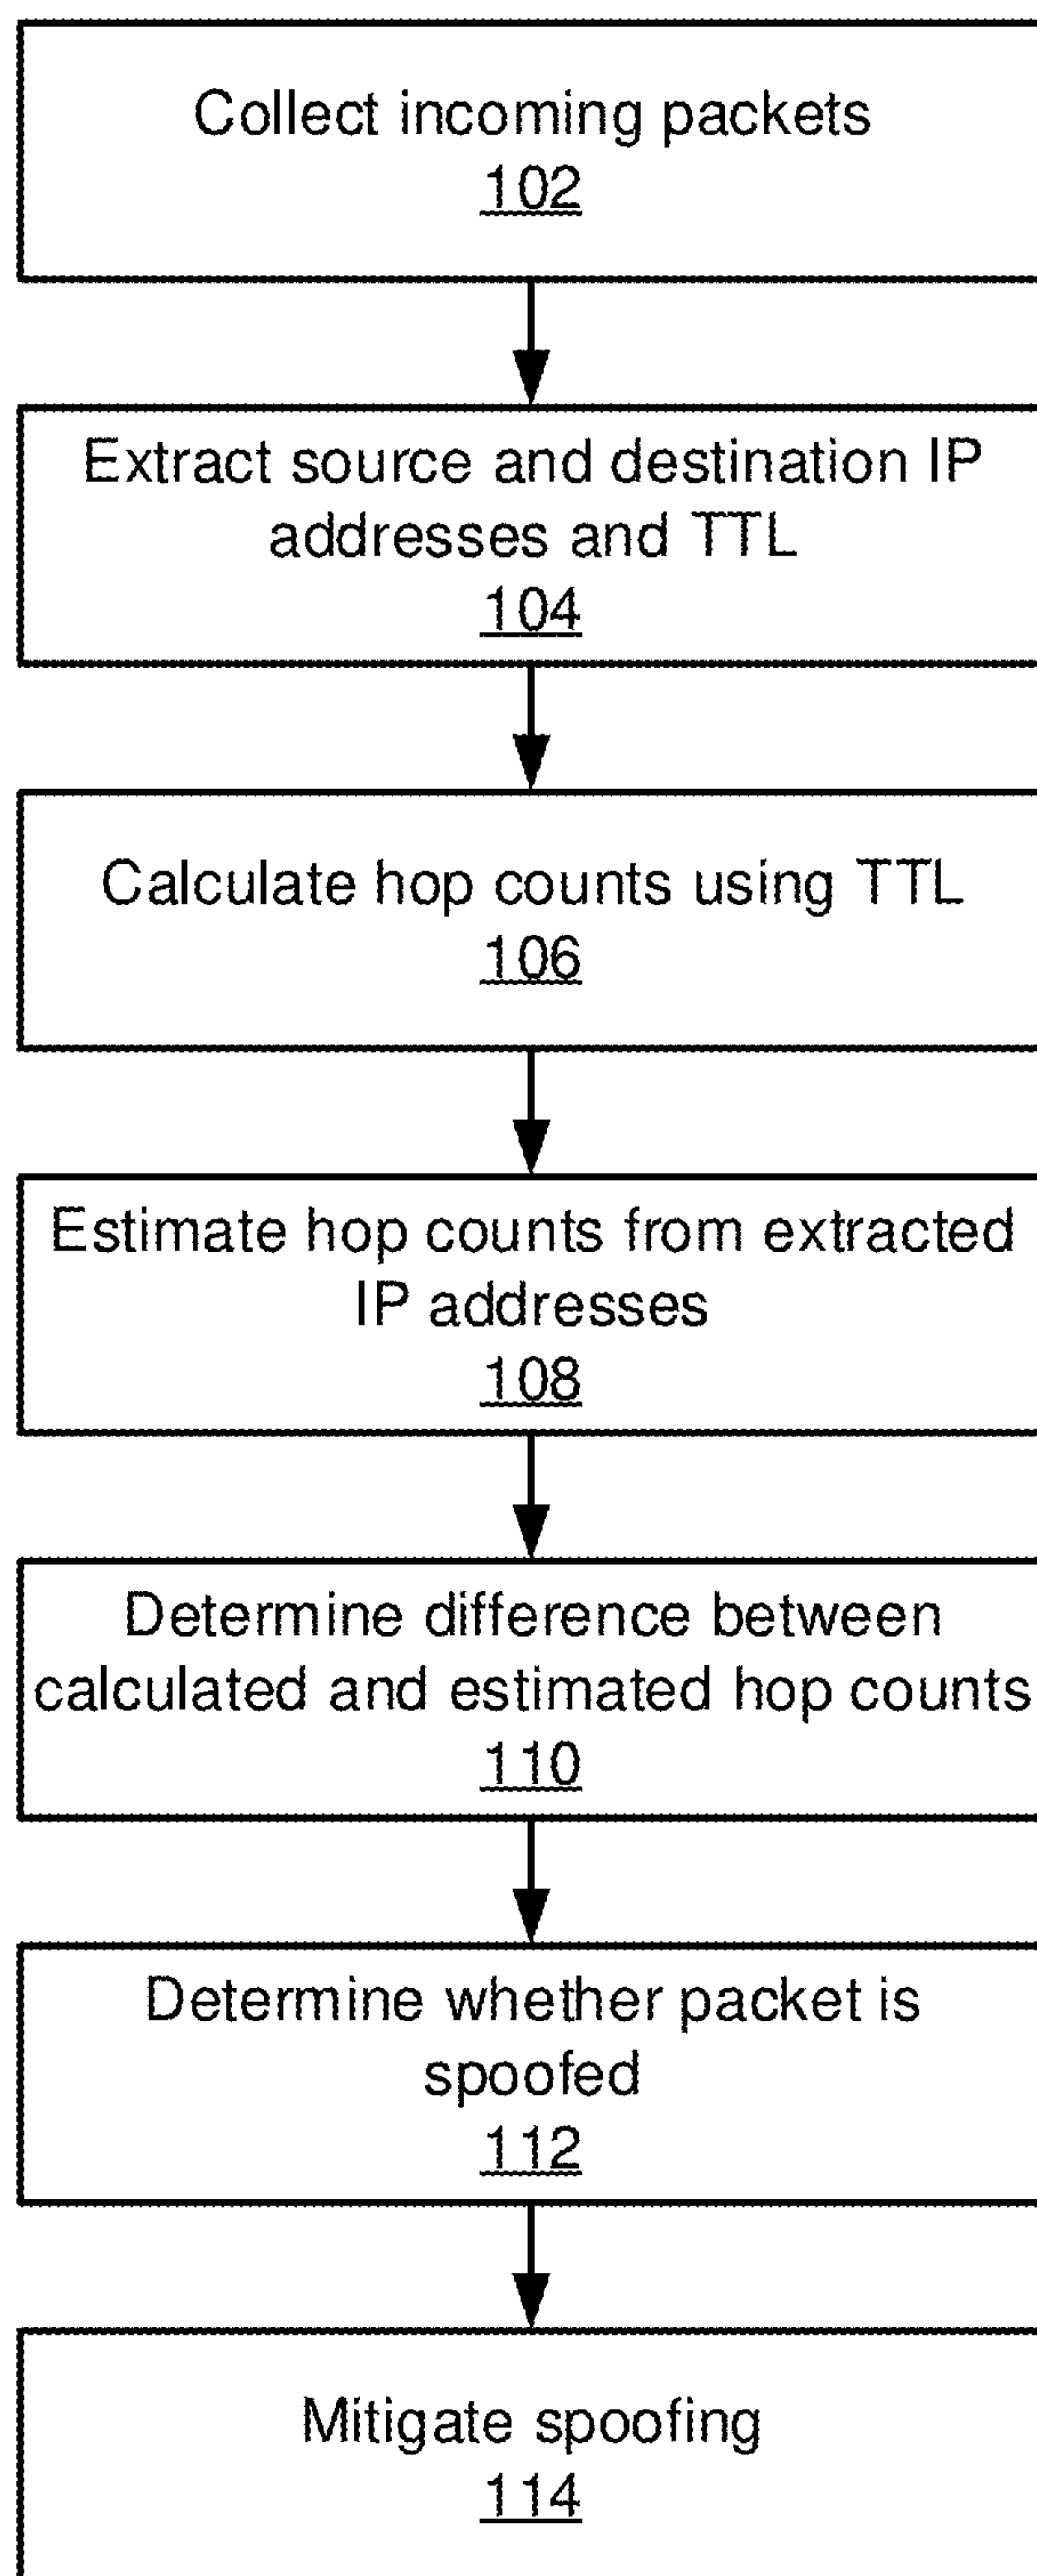 Collect incoming packets
102
Extract source and destination IP
addresses and TTL
104
Calculate hop counts using TTL
106
Estimate hop counts from extracted
IP addresses
108
Determine difference between
calculated and estimated hop counts
110
Determine whether packet is
spoofed
112
Mitigate spoofing
114